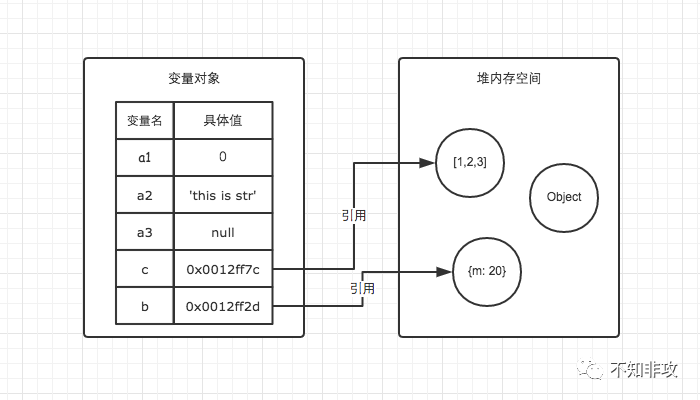 变量对象
变量名 具体值
a1 0
a2 'this is str'
a3 null
c 0x0012ff7c
b 0x0012ff2d
引用
引用
堆内存空间
[1,2,3]
Object
{m: 20}
不知非攻